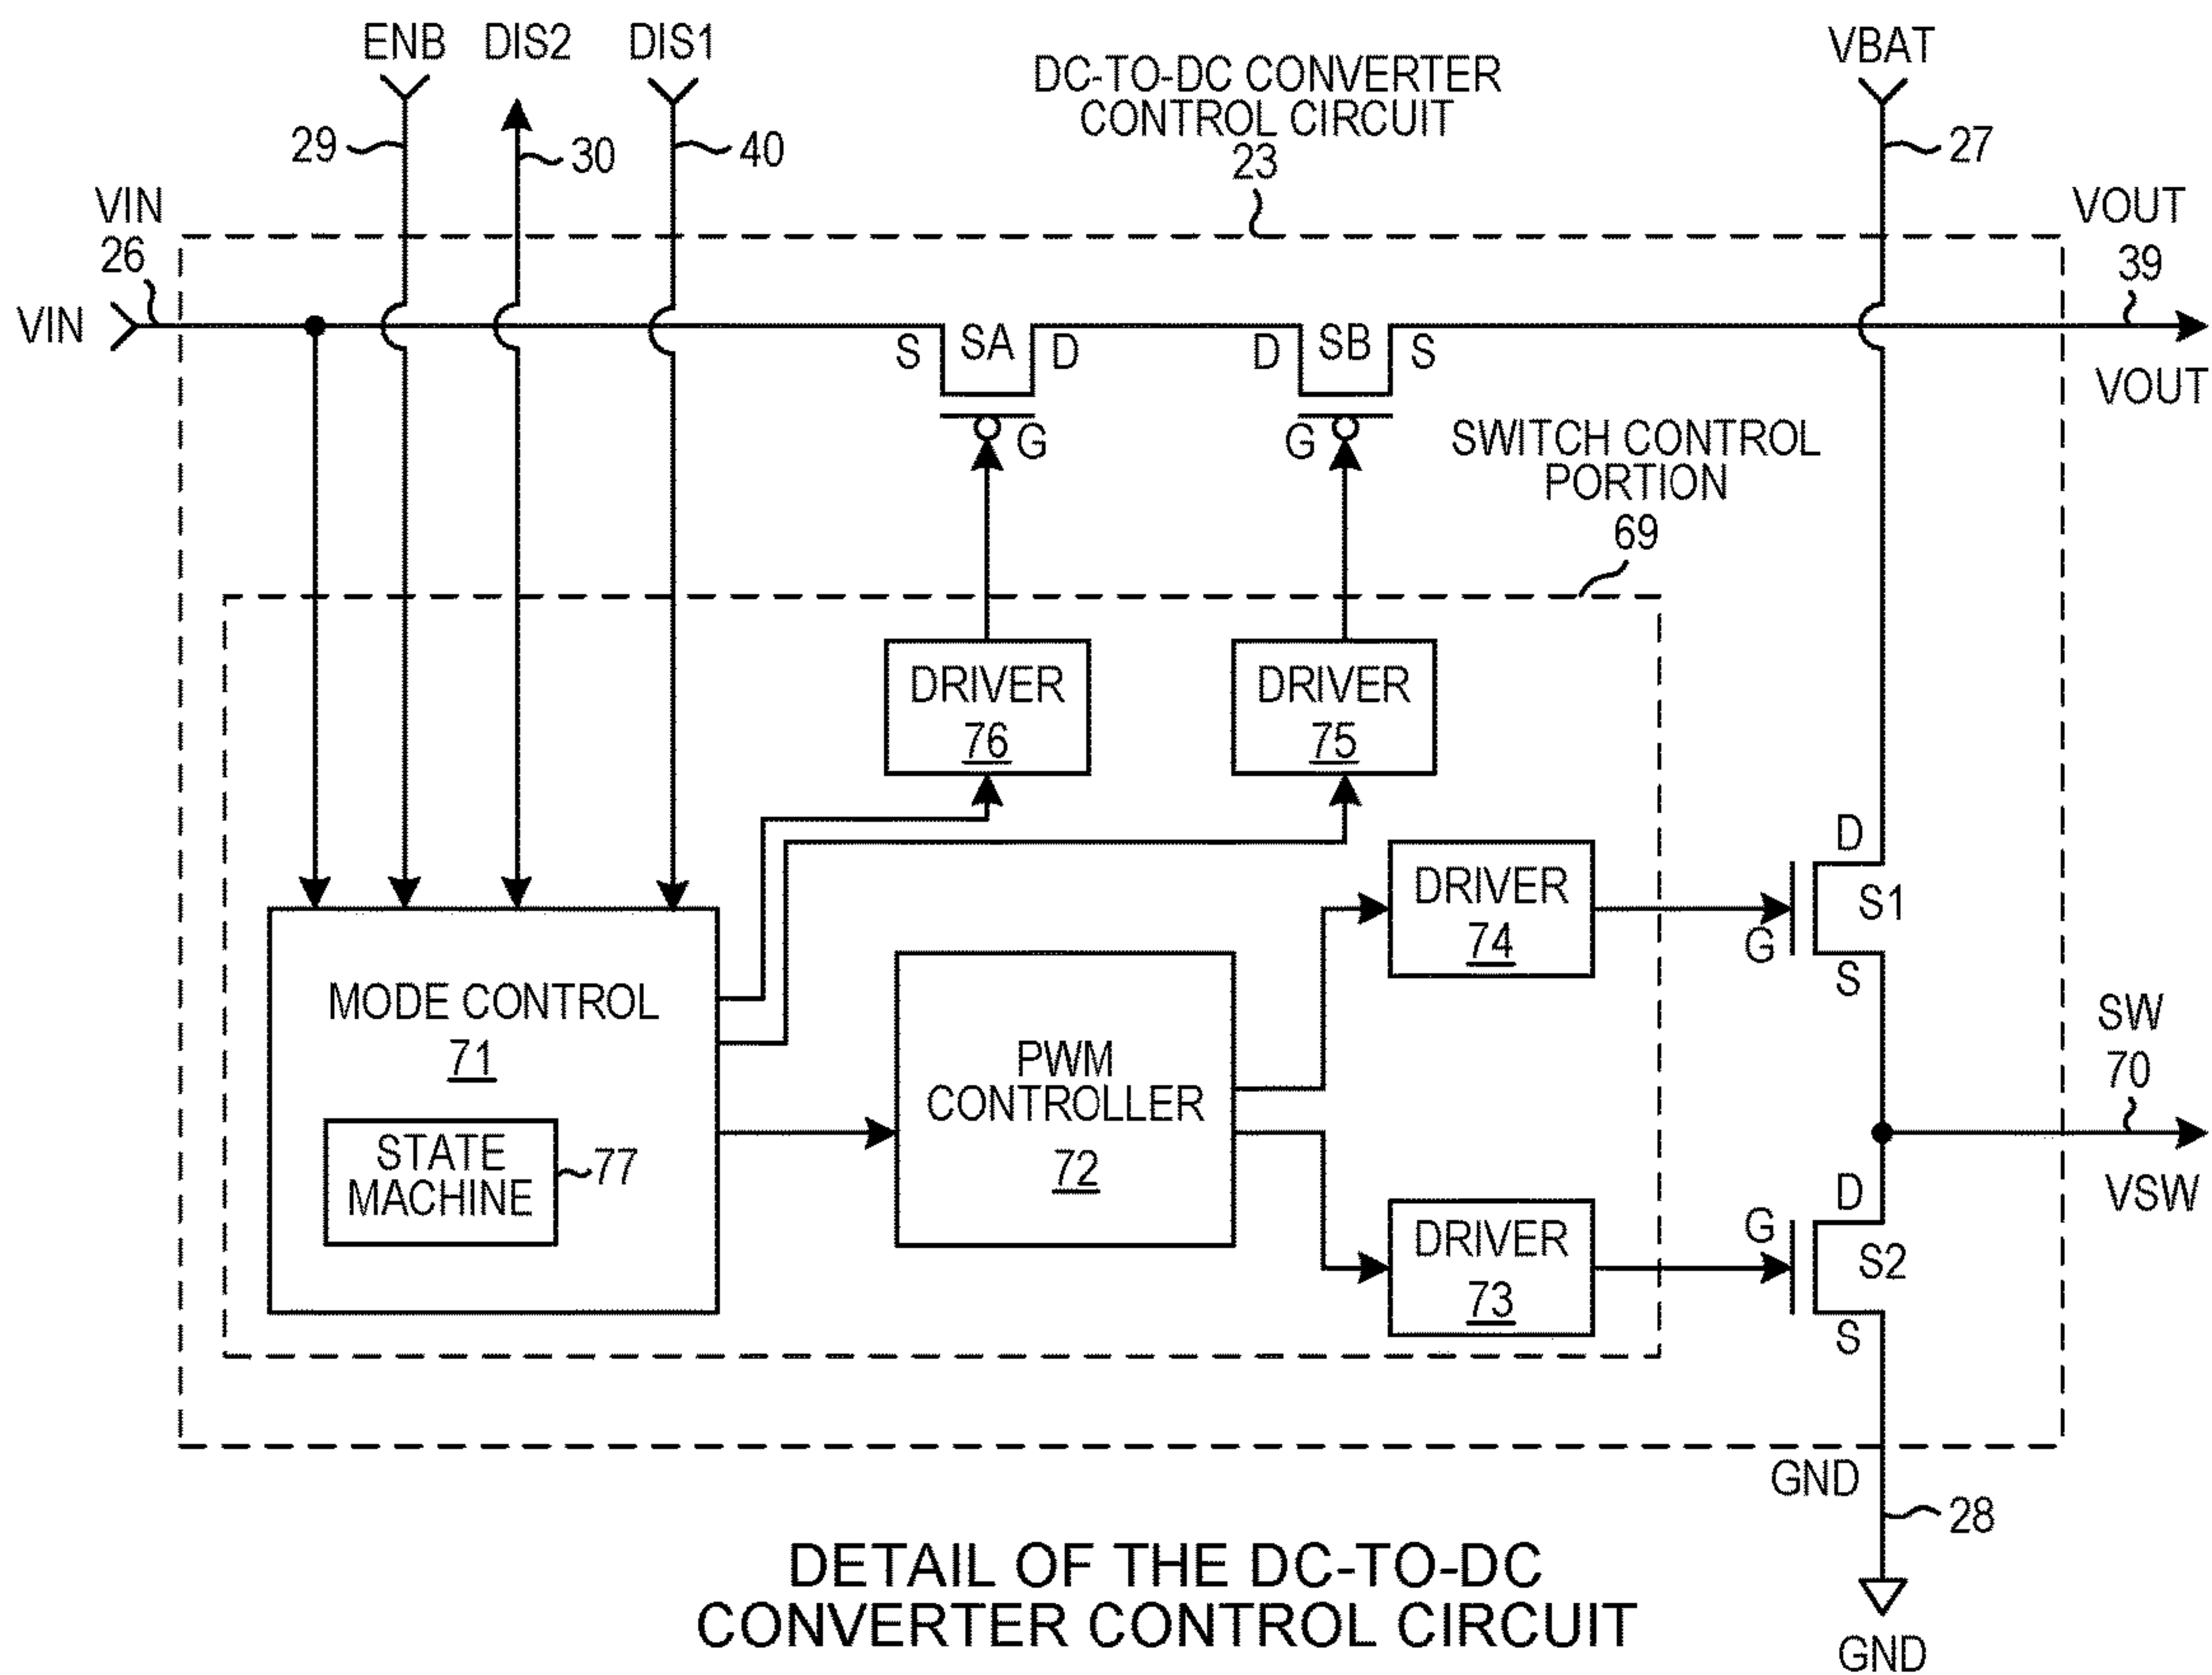 ENB DIS2 DIS1
VBAT
DC-TO-DC CONVERTER
CONTROL CIRCUIT
23
29
30
40
27
VIN
26
VIN
VOUT
39
VOUT
S SA D
D SB S
G
G
SWITCH CONTROL
PORTION
69
DRIVER
76
DRIVER
75
DRIVER
74
D
S1
G
S
MODE CONTROL
71
STATE
MACHINE
77
PWM
CONTROLLER
72
SW
70
VSW
DRIVER
73
D
G
S2
S
GND
28
GND
DETAIL OF THE DC-TO-DC
CONVERTER CONTROL CIRCUIT